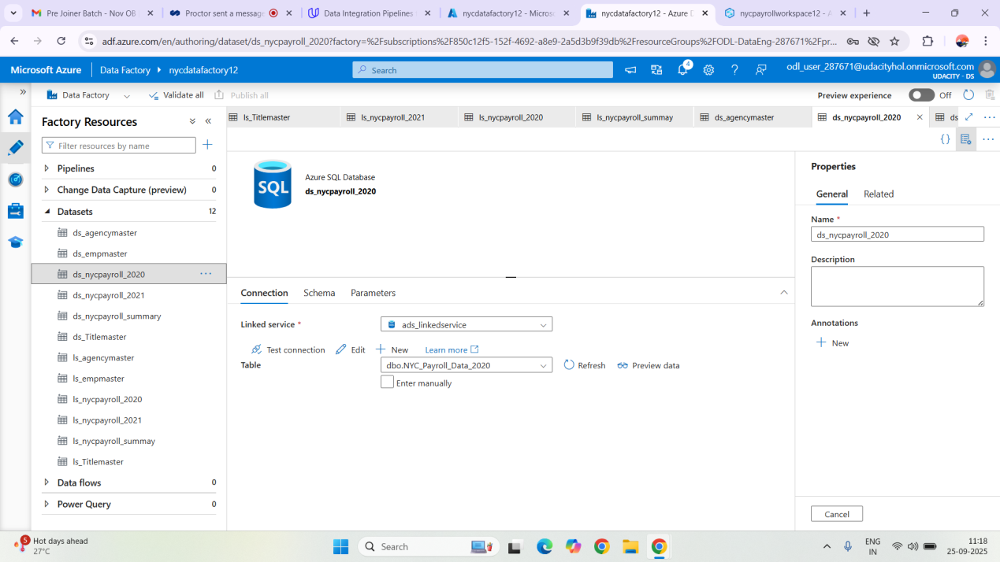 Pre Joiner Batch - Nov OB
Proctor sent a message
Data Integration Pipelines
nycdatafactory12 - Micros
nycdatafactory12 - Azure D
nycpayrollworkspace12 - A
adf.azure.com/en/authoring/dataset/ds_nycpayroll_2020?factory=%2Fsubscriptions%2F850c12f5-152f-4692-a8e9-2a5d3b9f39db%2FresourceGroups%2FODL-DataEng-287671%2Fpr...
Microsoft Azure
Data Factory
nycdatafactory12
Search
4
odl_user_287671@udacityhol.onmicrosoft.com
UDACITY - DS
Data Factory
Validate all
Publish all
Preview experience
Off
Factory Resources
Filter resources by name
Pipelines 0
Change Data Capture (preview) 0
Datasets 12
ds_agencymaster
ds_empmaster
ds_nycpayroll_2020
ds_nycpayroll_2021
ds_nycpayroll_summary
ds_Titlemaster
ls_agencymaster
ls_empmaster
ls_nycpayroll_2020
ls_nycpayroll_2021
ls_nycpayroll_summay
ls_Titlemaster
Data flows 0
Power Query 0
ls_Titlemaster
ls_nycpayroll_2021
ls_nycpayroll_2020
ls_nycpayroll_summay
ds_agencymaster
ds_nycpayroll_2020
ds
SQL
Azure SQL Database
ds_nycpayroll_2020
Connection
Schema
Parameters
Linked service *
ads_linkedservice
Test connection
Edit
New
Learn more
Table
dbo.NYC_Payroll_Data_2020
Refresh
Preview data
Enter manually
Properties
General
Related
Name *
ds_nycpayroll_2020
Description
Annotations
New
Cancel
5
Hot days ahead
27°C
Search
ENG
IN
11:18
25-09-2025